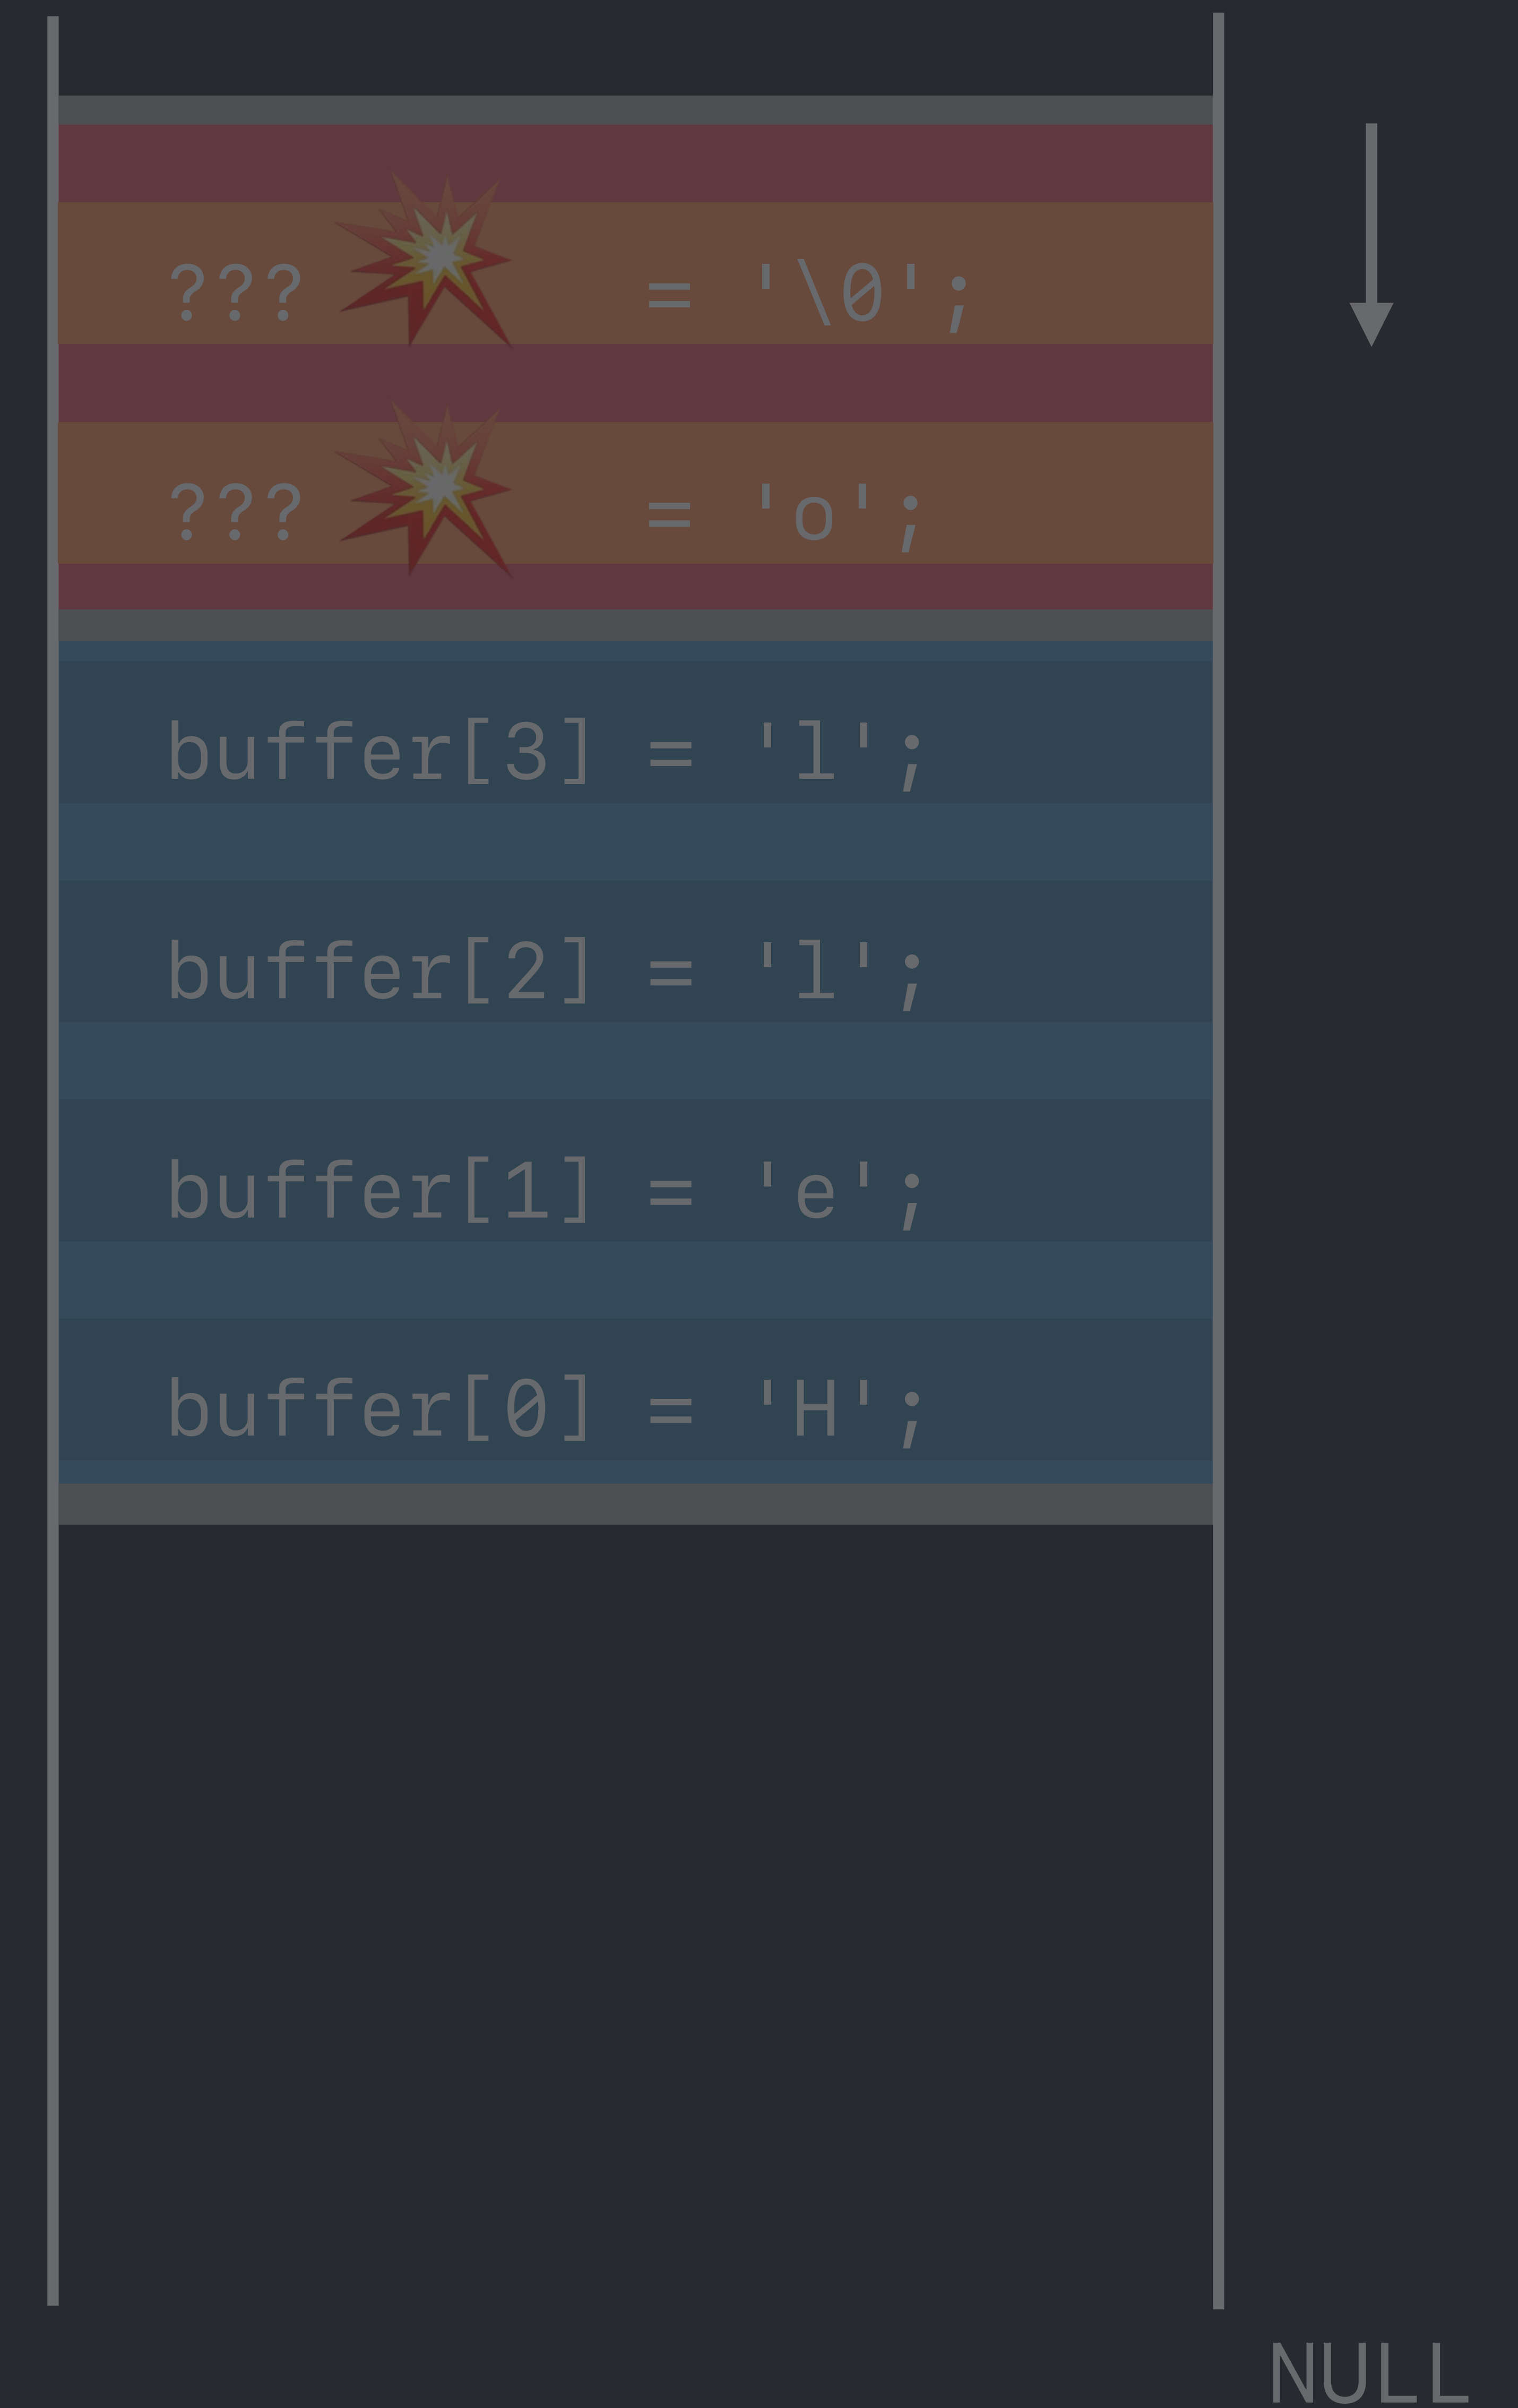 ??? = '\0';
??? = 'o';
buffer[3] = 'l';
buffer[2] = 'l';
buffer[1] = 'e';
buffer[0] = 'H';
NULL